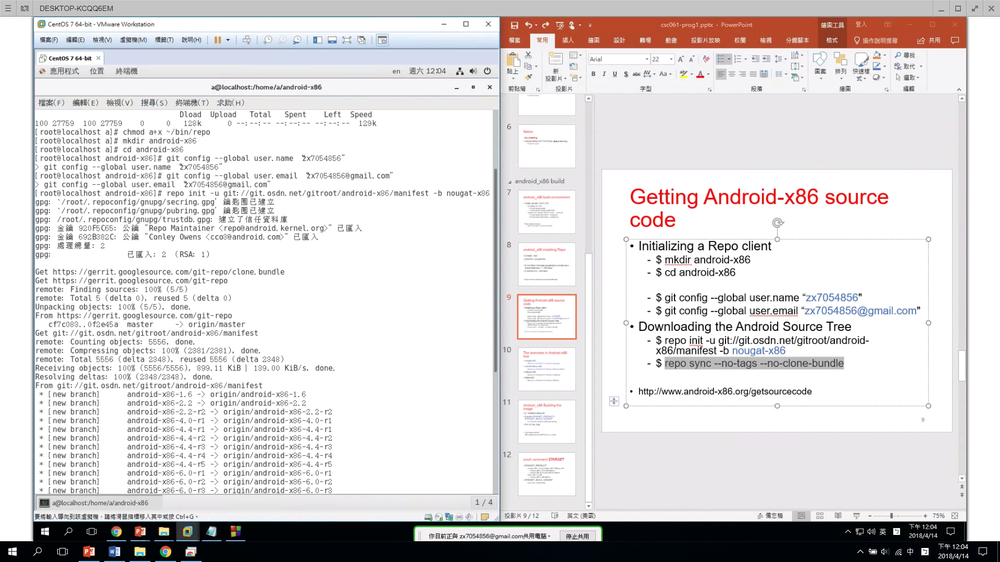 DESKTOP-KCQQ6EM
CentOS 7 64-bit - VMware Workstation
檔案(F) 編輯(E) 檢視(V) 虛擬機(M) 標籤(T) 說明(H)
CentOS 7 64-bit
應用程式 位置 終端機 en 週六 12:04
a@localhost:/home/a/android-x86
檔案(F) 編輯(E) 檢視(V) 搜尋(S) 終端機(T) 求助(H)
Dload Upload Total Spent Left Speed
100 27759 100 27759 0 0 128k 0 --:--:-- --:--:-- --:--:-- 129k
[root@localhost a]# chmod a+x ~/bin/repo
[root@localhost a]# mkdir android-x86
[root@localhost a]# cd android-x86
[root@localhost android-x86]# git config --global user.name “zx7054856"
> git config --global user.name “zx7054856"
[root@localhost android-x86]# git config --global user.email “zx7054856@gmail.com"
> git config --global user.email “zx7054856@gmail.com"
[root@localhost android-x86]# repo init -u git://git.osdn.net/gitroot/android-x86/manifest -b nougat-x86
gpg: `/root/.repoconfig/gnupg/secring.gpg' 鑰匙圈已建立
gpg: `/root/.repoconfig/gnupg/pubring.gpg' 鑰匙圈已建立
gpg: /root/.repoconfig/gnupg/trustdb.gpg: 建立了信任資料庫
gpg: 金鑰 920F5C65: 公鑰 "Repo Maintainer <repo@android.kernel.org>" 已匯入
gpg: 金鑰 692B382C: 公鑰 "Conley Owens <cco3@android.com>" 已匯入
gpg: 處理總量: 2
gpg: 已匯入: 2 (RSA: 1)
Get https://gerrit.googlesource.com/git-repo/clone.bundle
Get https://gerrit.googlesource.com/git-repo
remote: Finding sources: 100% (5/5)
remote: Total 5 (delta 0), reused 5 (delta 0)
Unpacking objects: 100% (5/5), done.
From https://gerrit.googlesource.com/git-repo
cf7c083..0f2e45a master -> origin/master
Get git://git.osdn.net/gitroot/android-x86/manifest
remote: Counting objects: 5556, done.
remote: Compressing objects: 100% (2381/2381), done.
remote: Total 5556 (delta 2348), reused 5556 (delta 2348)
Receiving objects: 100% (5556/5556), 899.11 KiB | 139.00 KiB/s, done.
Resolving deltas: 100% (2348/2348), done.
From git://git.osdn.net/gitroot/android-x86/manifest
* [new branch] android-x86-1.6 -> origin/android-x86-1.6
* [new branch] android-x86-2.2 -> origin/android-x86-2.2
* [new branch] android-x86-2.2-r2 -> origin/android-x86-2.2-r2
* [new branch] android-x86-4.0-r1 -> origin/android-x86-4.0-r1
* [new branch] android-x86-4.4-r1 -> origin/android-x86-4.4-r1
* [new branch] android-x86-4.4-r2 -> origin/android-x86-4.4-r2
* [new branch] android-x86-4.4-r3 -> origin/android-x86-4.4-r3
* [new branch] android-x86-4.4-r4 -> origin/android-x86-4.4-r4
* [new branch] android-x86-4.4-r5 -> origin/android-x86-4.4-r5
* [new branch] android-x86-6.0-r1 -> origin/android-x86-6.0-r1
* [new branch] android-x86-6.0-r2 -> origin/android-x86-6.0-r2
* [new branch] android-x86-6.0-r3 -> origin/android-x86-6.0-r3
a@localhost:/home/a/android-x86 1 / 4
要將輸入導向到該虛擬機，請將滑鼠指標移入其中或按 Ctrl+G。
csc061-prog1.pptx - PowerPoint 繪圖工具 登入
檔案 常用 插入 繪圖 設計 轉場 動畫 投影片放映 校閱 檢視 分鏡腳本 格式 操作說明搜尋 共用
貼上 新投影片 Arial 22 圖案 排列 快速樣式 尋找 取代 選取
剪貼簿 投影片 字型 段落 繪圖 編輯
6
Notice
android_x86 build
7
android_x86 build environment
8
android_x86 installing Repo
9
Getting Android-x86 source code
10
The branches in Android-x86 tree
11
Android_x86 Building the image
12
lunch command $TARGET
Getting Android-x86 source
code
• Initializing a Repo client
- $ mkdir android-x86
- $ cd android-x86
- $ git config --global user.name “zx7054856"
- $ git config --global user.email “zx7054856@gmail.com"
• Downloading the Android Source Tree
- $ repo init -u git://git.osdn.net/gitroot/android-
x86/manifest -b nougat-x86
- $ repo sync --no-tags --no-clone-bundle
• http://www.android-x86.org/getsourcecode
9
投影片 9 / 12 英文 (美國) 備忘稿 75%
你目前正與 zx7054856@gmail.com共用電腦。 停止共用
英 下午 12:04
2018/4/14
中 下午 12:04
2018/4/14